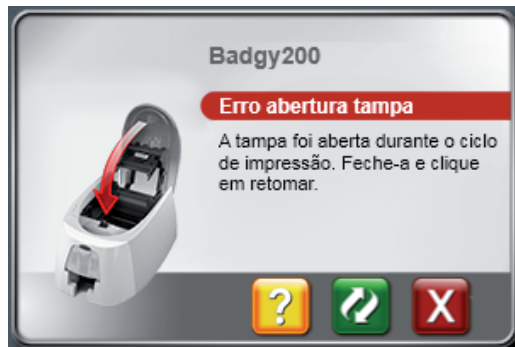 Badgy200
Erro abertura tampa
A tampa foi aberta durante o ciclo
de impressão. Feche-a e clique
em retomar.
?
X